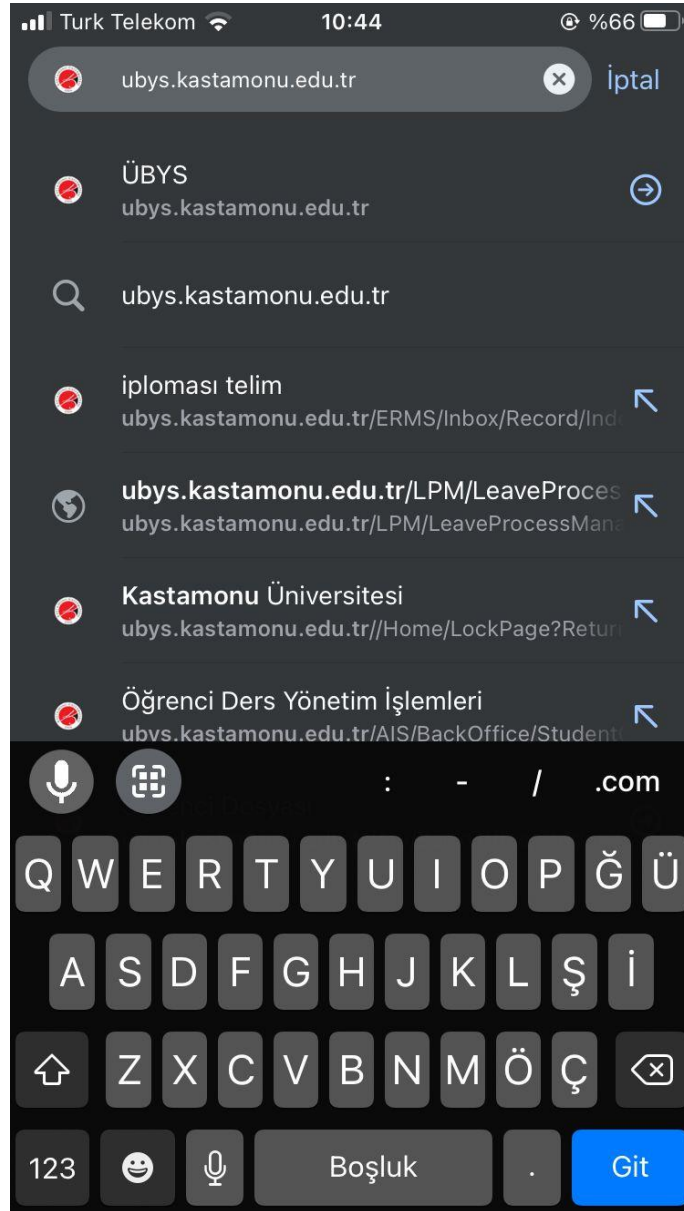 Turk Telekom 10:44 %66
ubys.kastamonu.edu.tr İptal
ÜBYS
ubys.kastamonu.edu.tr
ubys.kastamonu.edu.tr
iploması telim
ubys.kastamonu.edu.tr/ERMS/Inbox/Record/Inde
ubys.kastamonu.edu.tr/LPM/LeaveProces
ubys.kastamonu.edu.tr/LPM/LeaveProcessMana
Kastamonu Üniversitesi
ubys.kastamonu.edu.tr//Home/LockPage?Return
Öğrenci Ders Yönetim İşlemleri
ubys.kastamonu.edu.tr/AIS/BackOffice/Student
: - / .com
Q W E R T Y U I O P Ğ Ü
A S D F G H J K L Ş İ
Z X C V B N M Ö Ç
123 Boşluk . Git